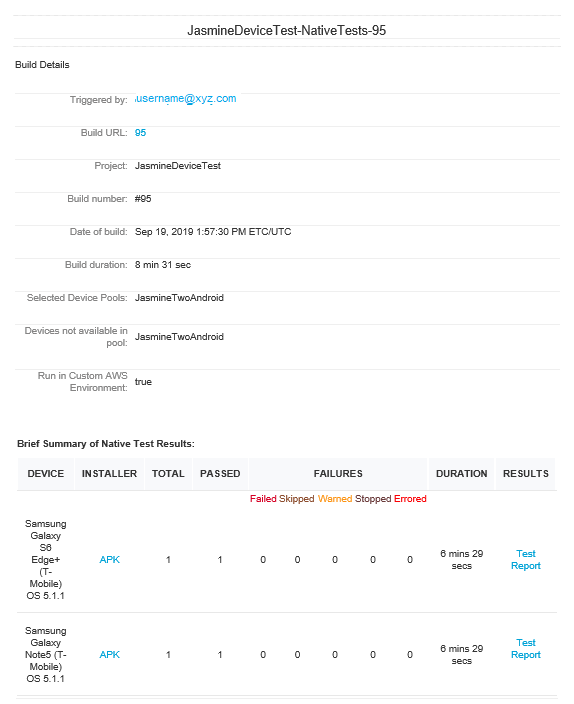 JasmineDeviceTest-NativeTests-95
Build Details
Triggered by: username@xyz.com
Build URL: 95
Project: JasmineDeviceTest
Build number: #95
Date of build: Sep 19, 2019 1:57:30 PM ETC/UTC
Build duration: 8 min 31 sec
Selected Device Pools: JasmineTwoAndroid
Devices not available in
pool: JasmineTwoAndroid
Run in Custom AWS
Environment: true
Brief Summary of Native Test Results:
DEVICE INSTALLER TOTAL PASSED FAILURES DURATION RESULTS
Failed Skipped Warned Stopped Errored
Samsung
Galaxy
S6
Edge+
(T-
Mobile)
OS 5.1.1
APK 1 1 0 0 0 0 0
6 mins 29
secs
Test
Report
Samsung
Galaxy
Note5 (T-
Mobile)
OS 5.1.1
APK 1 1 0 0 0 0 0
6 mins 29
secs
Test
Report